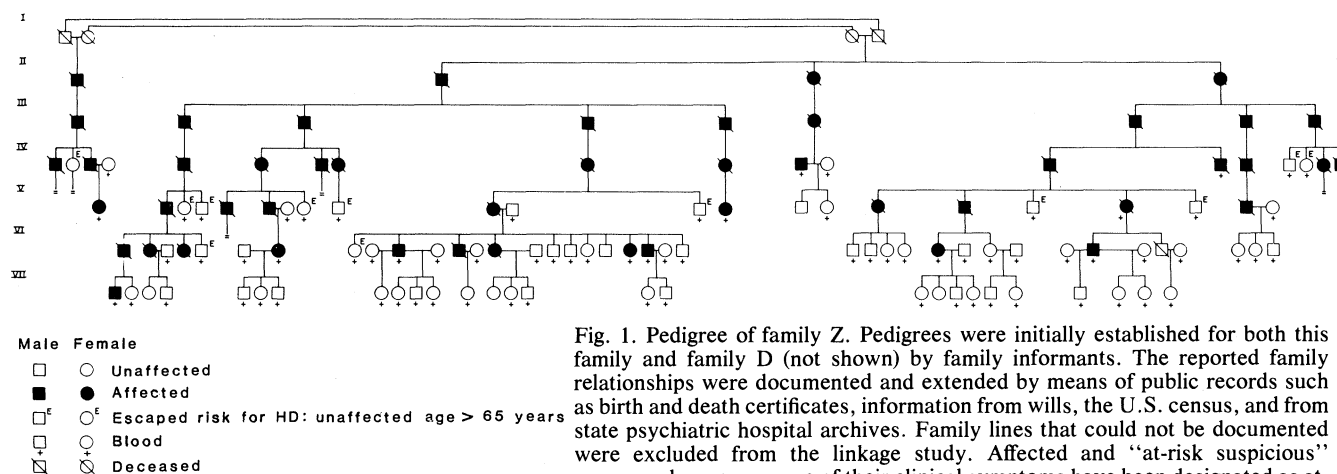 I
II
III
IV
E
E
E
E
V
E
E
E
E
E
E
E
VI
E
E
VII
Male Female
Unaffected
Affected
E E Escaped risk for HD: unaffected age > 65 years
+ + Blood
Deceased
Fig. 1. Pedigree of family Z. Pedigrees were initially established for both this
family and family D (not shown) by family informants. The reported family
relationships were documented and extended by means of public records such
as birth and death certificates, information from wills, the U.S. census, and from
state psychiatric hospital archives. Family lines that could not be documented
were excluded from the linkage study. Affected and “at-risk suspicious”